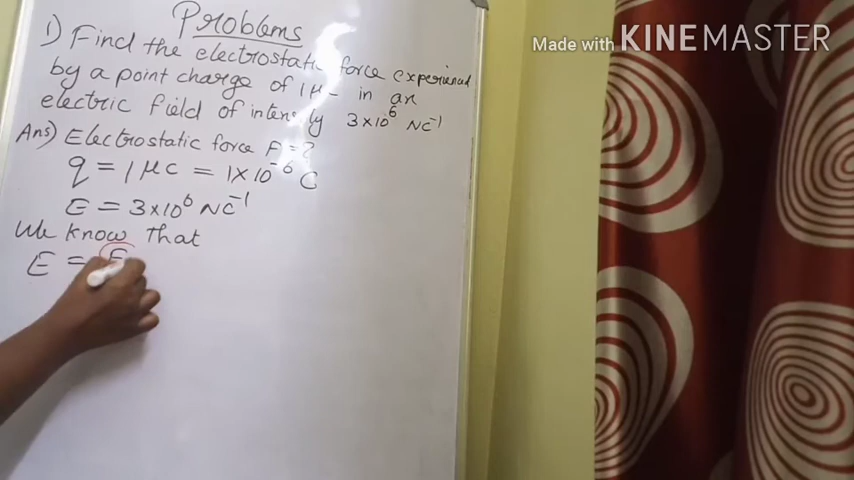 Problems
1) Find the electrostatic force experienced
by a point charge of 1μ in an
electric field of intensity 3×10⁶ NC⁻¹
Ans) Electrostatic force F = ?
q = 1μC = 1×10⁻⁶ C
E = 3×10⁶ NC⁻¹
We know that
E = F
Made with KINEMASTER